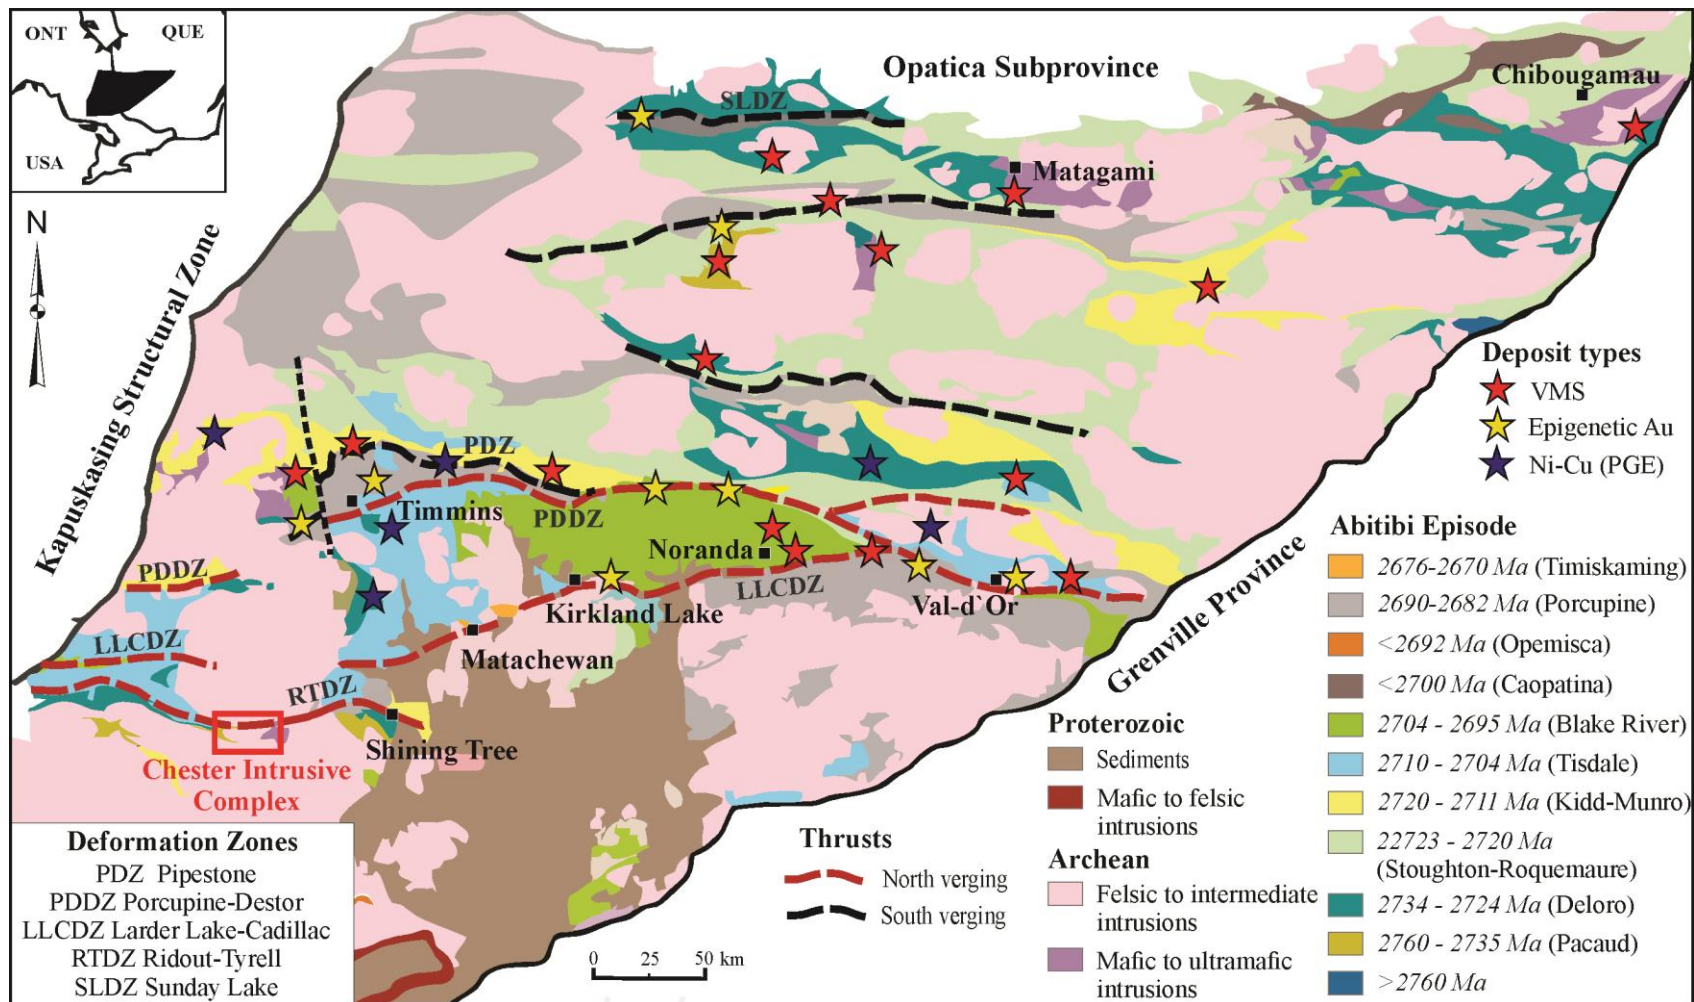 ONT
QUE
USA
N
Opatica Subprovince
Chibougamau
SLDZ
Matagami
Kapuskasing Structural Zone
Deposit types
VMS
Epigenetic Au
Ni-Cu (PGE)
PDZ
Timmins
PDDZ
Noranda
LLCDZ
PDDZ
Kirkland Lake
Val-d`Or
Grenville Province
Matachewan
LLCDZ
RTDZ
Shining Tree
Chester Intrusive
Complex
Deformation Zones
PDZ Pipestone
PDDZ Porcupine-Destor
LLCDZ Larder Lake-Cadillac
RTDZ Ridout-Tyrell
SLDZ Sunday Lake
0 25 50 km
Thrusts
North verging
South verging
Proterozoic
Sediments
Mafic to felsic
intrusions
Archean
Felsic to intermediate
intrusions
Mafic to ultramafic
intrusions
Abitibi Episode
2676-2670 Ma (Timiskaming)
2690-2682 Ma (Porcupine)
<2692 Ma (Opemisca)
<2700 Ma (Caopatina)
2704 - 2695 Ma (Blake River)
2710 - 2704 Ma (Tisdale)
2720 - 2711 Ma (Kidd-Munro)
22723 - 2720 Ma
(Stoughton-Roquemaure)
2734 - 2724 Ma (Deloro)
2760 - 2735 Ma (Pacaud)
>2760 Ma